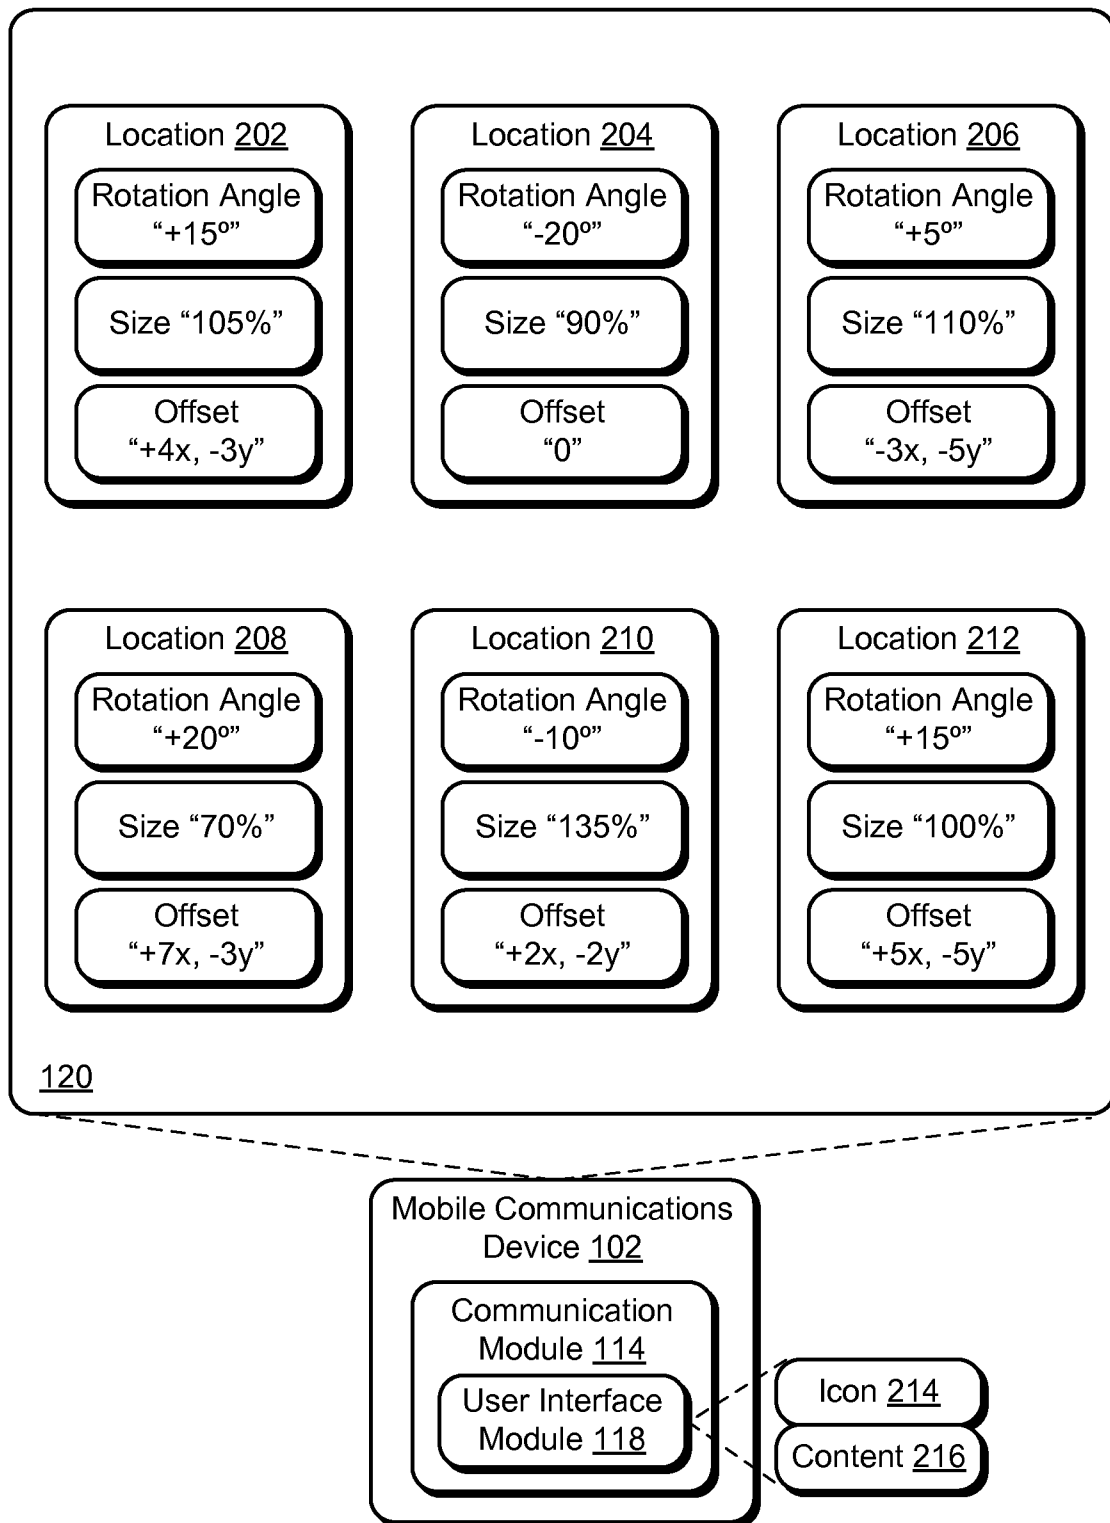 Location 202
Rotation Angle
“+15º”
Size “105%”
Offset
“+4x, -3y”
Location 204
Rotation Angle
“-20º”
Size “90%”
Offset
“0”
Location 206
Rotation Angle
“+5º”
Size “110%”
Offset
“-3x, -5y”
Location 208
Rotation Angle
“+20º”
Size “70%”
Offset
“+7x, -3y”
Location 210
Rotation Angle
“-10º”
Size “135%”
Offset
“+2x, -2y”
Location 212
Rotation Angle
“+15º”
Size “100%”
Offset
“+5x, -5y”
120
Mobile Communications
Device 102
Communication
Module 114
User Interface
Module 118
Icon 214
Content 216